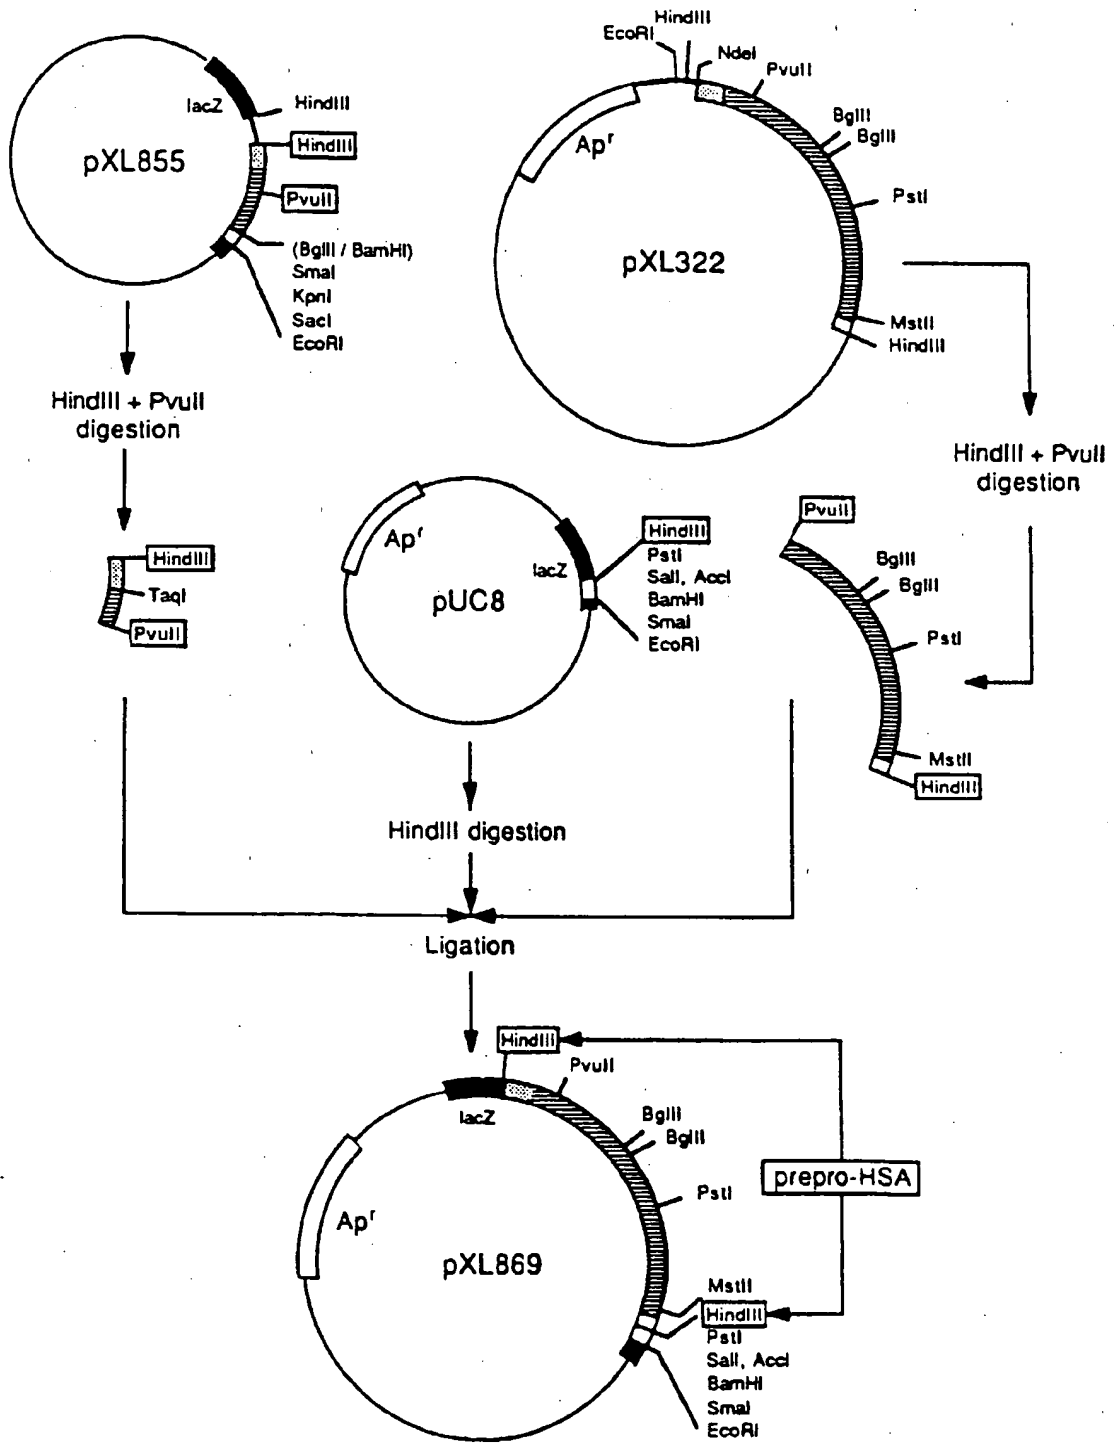 lacZ
HindIII
HindIII
pXL855
PvuII
(BglII / BamHI)
SmaI
KpnI
SacI
EcoRI
HindIII
EcoRI
NdeI
PvuII
Ap^r
BglII
BglII
PstI
pXL322
MstII
HindIII
HindIII + PvuII
digestion
HindIII + PvuII
digestion
HindIII
TaqI
PvuII
Ap^r
lacZ
pUC8
HindIII
PstI
SalI, AccI
BamHI
SmaI
EcoRI
PvuII
BglII
BglII
PstI
MstII
HindIII
HindIII digestion
Ligation
HindIII
PvuII
lacZ
BglII
BglII
PstI
prepro-HSA
Ap^r
pXL869
MstII
HindIII
PstI
SalI, AccI
BamHI
SmaI
EcoRI